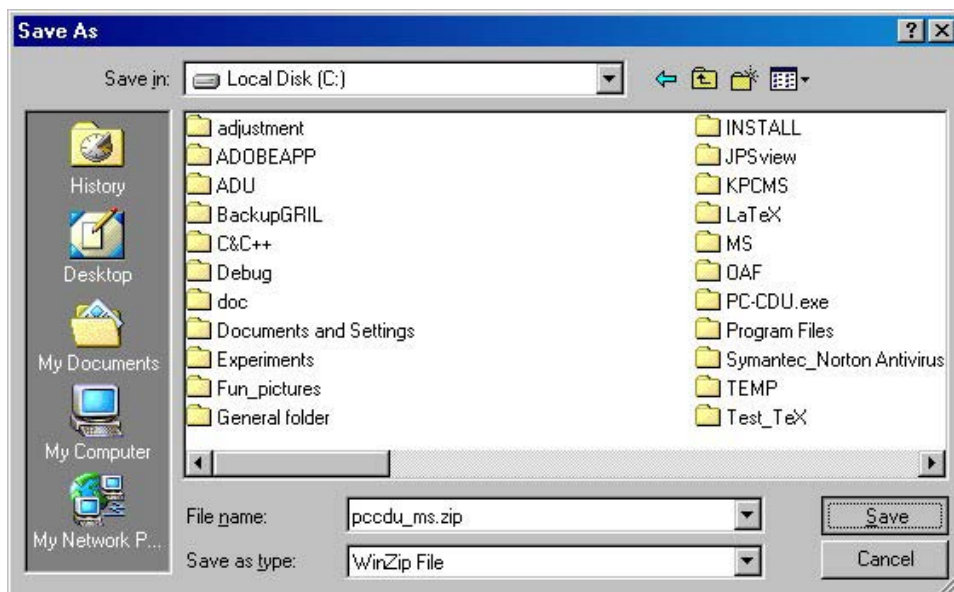 Save As
Save in:
Local Disk (C:)
History
Desktop
My Documents
My Computer
My Network P...
adjustment
ADOBEAPP
ADU
BackupGRIL
C&C++
Debug
doc
Documents and Settings
Experiments
Fun_pictures
General folder
INSTALL
JPSview
KPCMS
LaTeX
MS
OAF
PC-CDU.exe
Program Files
Symantec_Norton Antivirus
TEMP
Test_TeX
File name:
pccdu_ms.zip
Save
Save as type:
WinZip File
Cancel